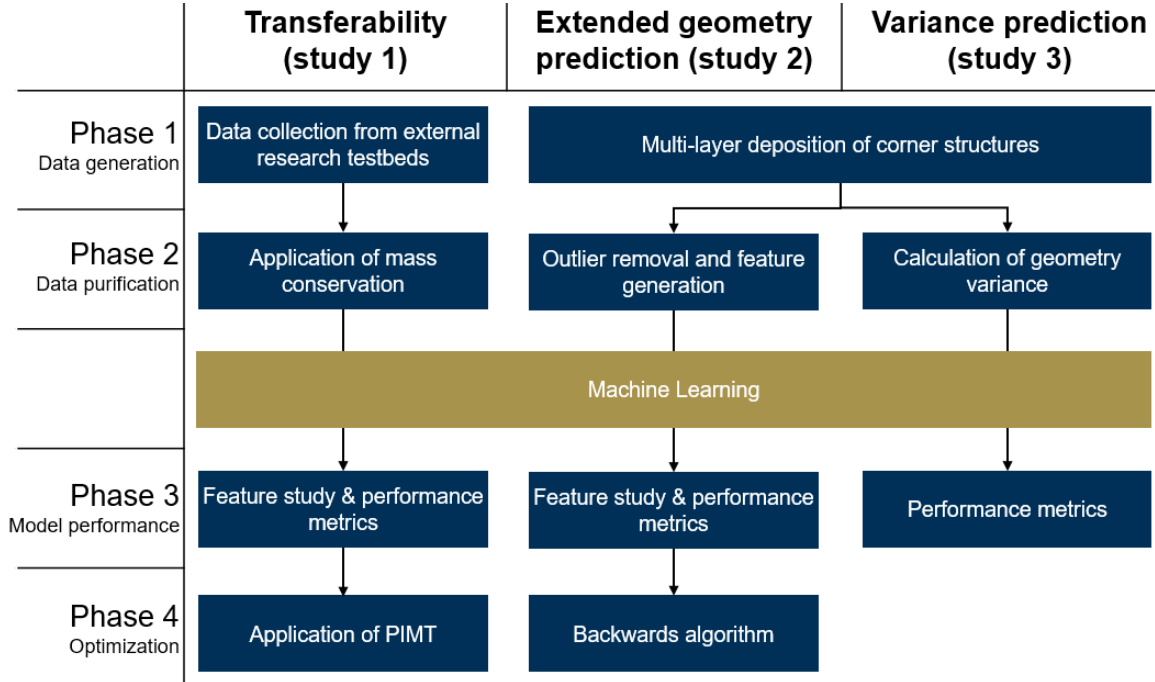 Transferability
(study 1)
Extended geometry
prediction (study 2)
Variance prediction
(study 3)
Phase 1
Data generation
Data collection from external
research testbeds
Multi-layer deposition of corner structures
Phase 2
Data purification
Application of mass
conservation
Outlier removal and feature
generation
Calculation of geometry
variance
Machine Learning
Phase 3
Model performance
Feature study & performance
metrics
Feature study & performance
metrics
Performance metrics
Phase 4
Optimization
Application of PIMT
Backwards algorithm